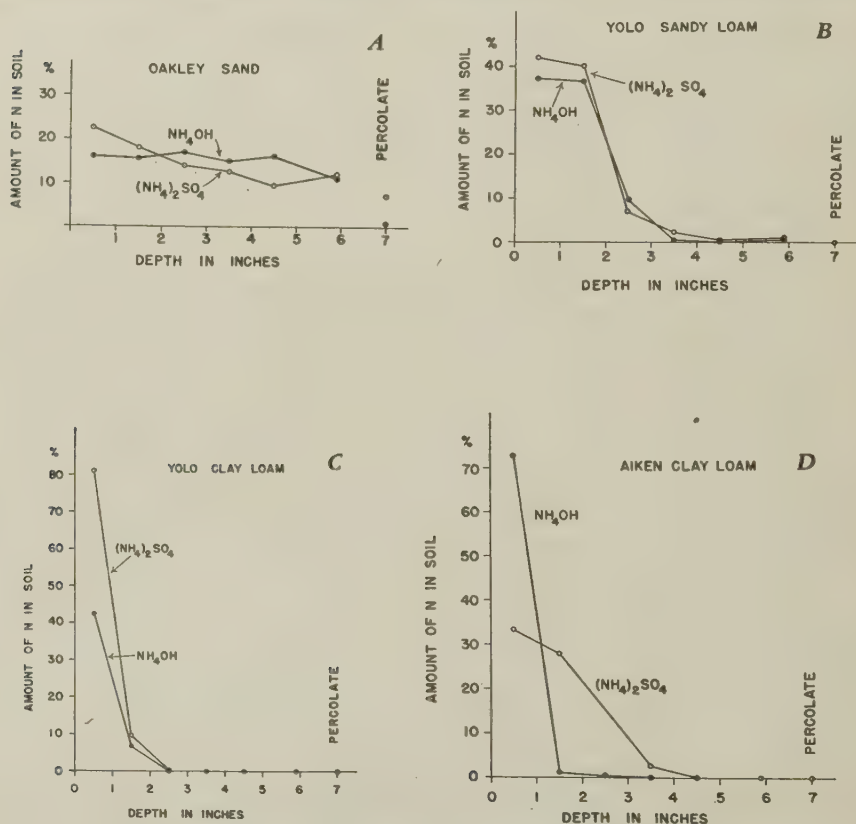 A
OAKLEY SAND
%
AMOUNT OF N IN SOIL
30
20
10
NH4OH
(NH4)2SO4
PERCOLATE
1 2 3 4 5 6 7
DEPTH IN INCHES
B
YOLO SANDY LOAM
%
AMOUNT OF N IN SOIL
40
30
20
10
0
(NH4)2 SO4
NH4OH
PERCOLATE
0 1 2 3 4 5 6 7
DEPTH IN INCHES
C
YOLO CLAY LOAM
%
AMOUNT OF N IN SOIL
80
70
60
50
40
30
20
10
0
(NH4)2SO4
NH4OH
PERCOLATE
0 1 2 3 4 5 6 7
DEPTH IN INCHES
D
AIKEN CLAY LOAM
%
AMOUNT OF N IN SOIL
70
60
50
40
30
20
10
0
NH4OH
(NH4)2SO4
PERCOLATE
0 1 2 3 4 5 6 7
DEPTH IN INCHES